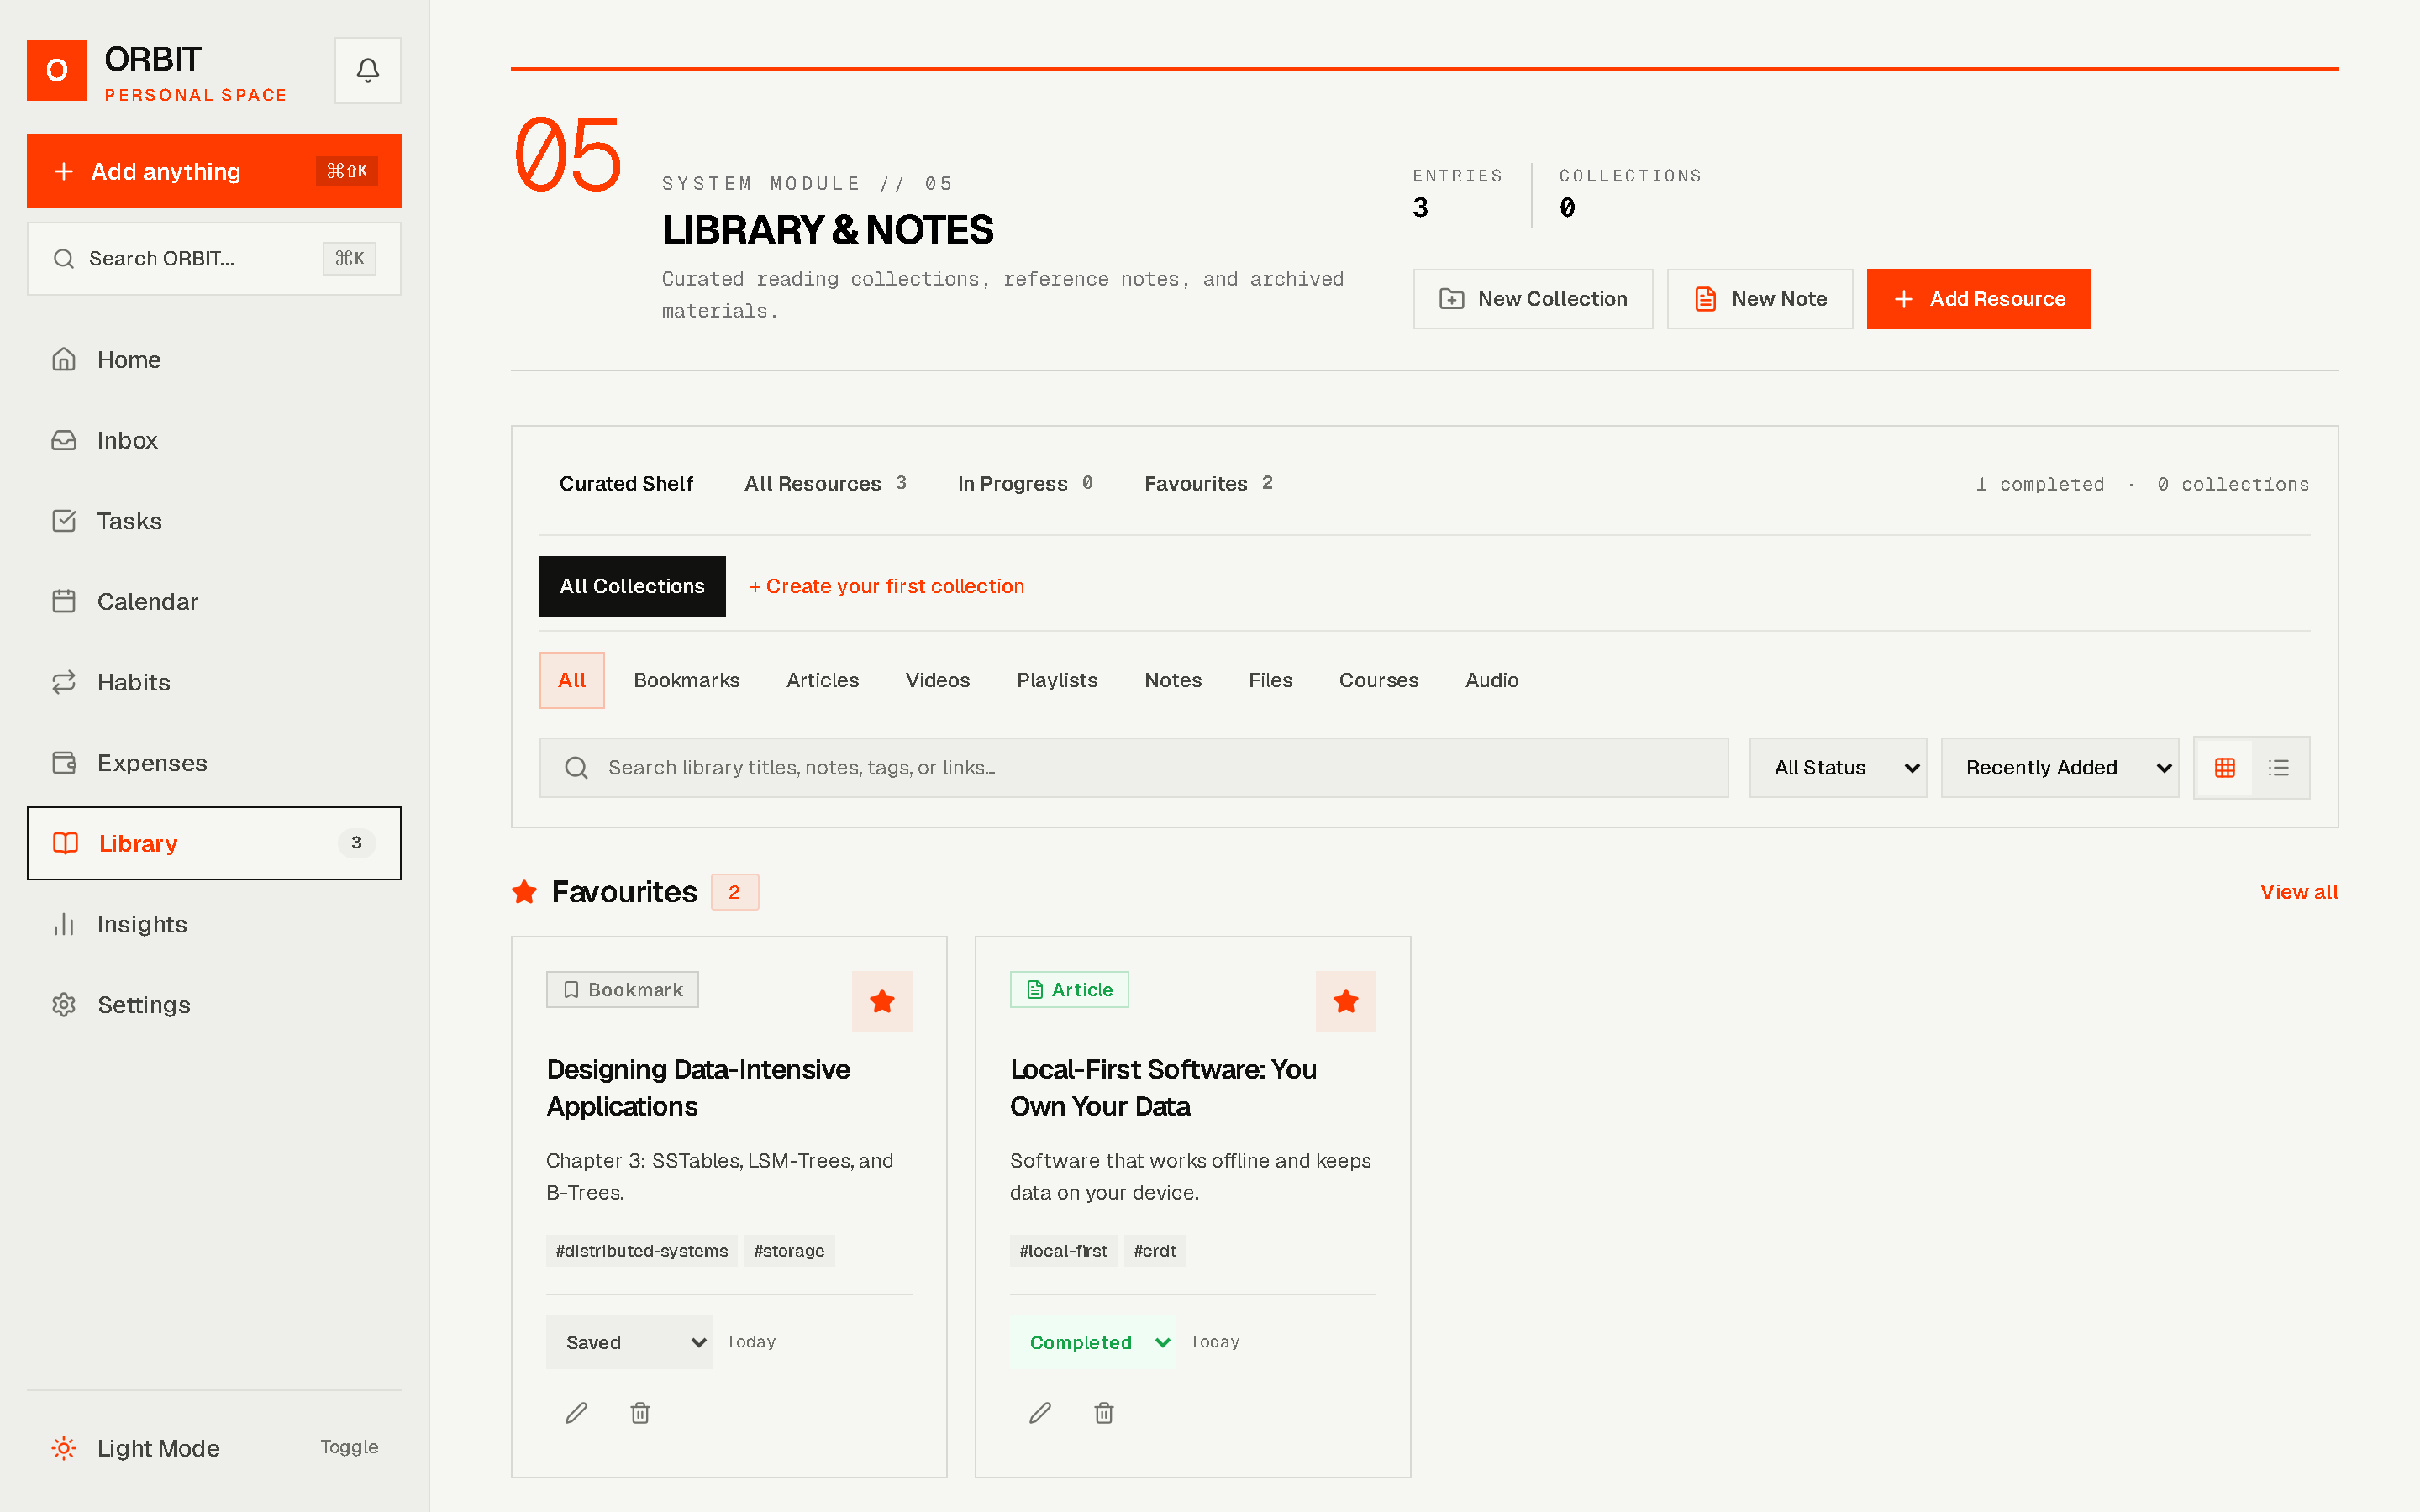 O
ORBIT
PERSONAL SPACE
+ Add anything ⌘⇧K
Search ORBIT... ⌘K
Home
Inbox
Tasks
Calendar
Habits
Expenses
Library 3
Insights
Settings
Light Mode Toggle
05
SYSTEM MODULE // 05
LIBRARY & NOTES
Curated reading collections, reference notes, and archived
materials.
ENTRIES
3
COLLECTIONS
0
New Collection
New Note
+ Add Resource
Curated Shelf All Resources 3 In Progress 0 Favourites 2 1 completed · 0 collections
All Collections + Create your first collection
All Bookmarks Articles Videos Playlists Notes Files Courses Audio
Search library titles, notes, tags, or links... All Status Recently Added
Favourites 2 View all
Bookmark
Designing Data-Intensive
Applications
Chapter 3: SSTables, LSM-Trees, and
B-Trees.
#distributed-systems #storage
Saved Today
Article
Local-First Software: You
Own Your Data
Software that works offline and keeps
data on your device.
#local-first #crdt
Completed Today